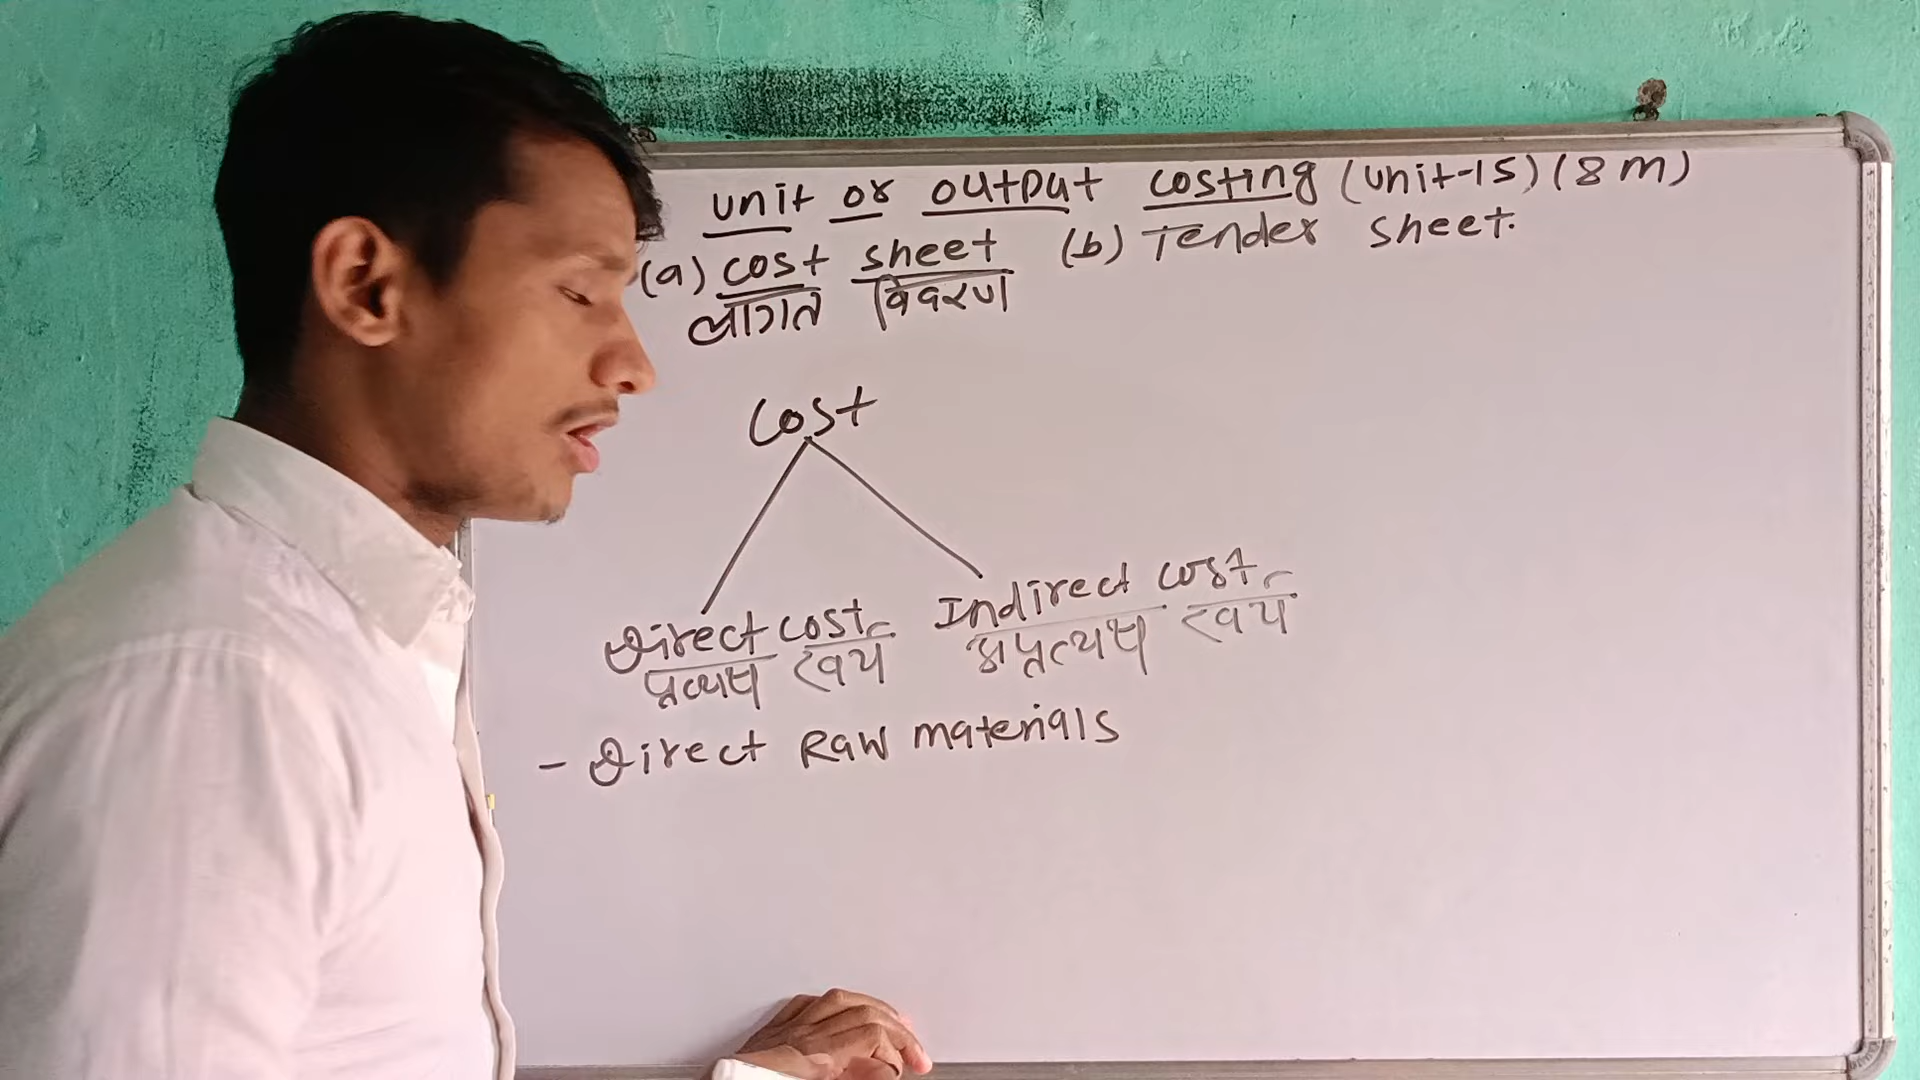 unit or output costing (unit-15) (8 m)
(a) cost sheet (b) Tender sheet.
लागत विवरण
cost
Direct cost Indirect cost
प्रत्यक्ष खर्च अप्रत्यक्ष खर्च
- Direct Raw materials